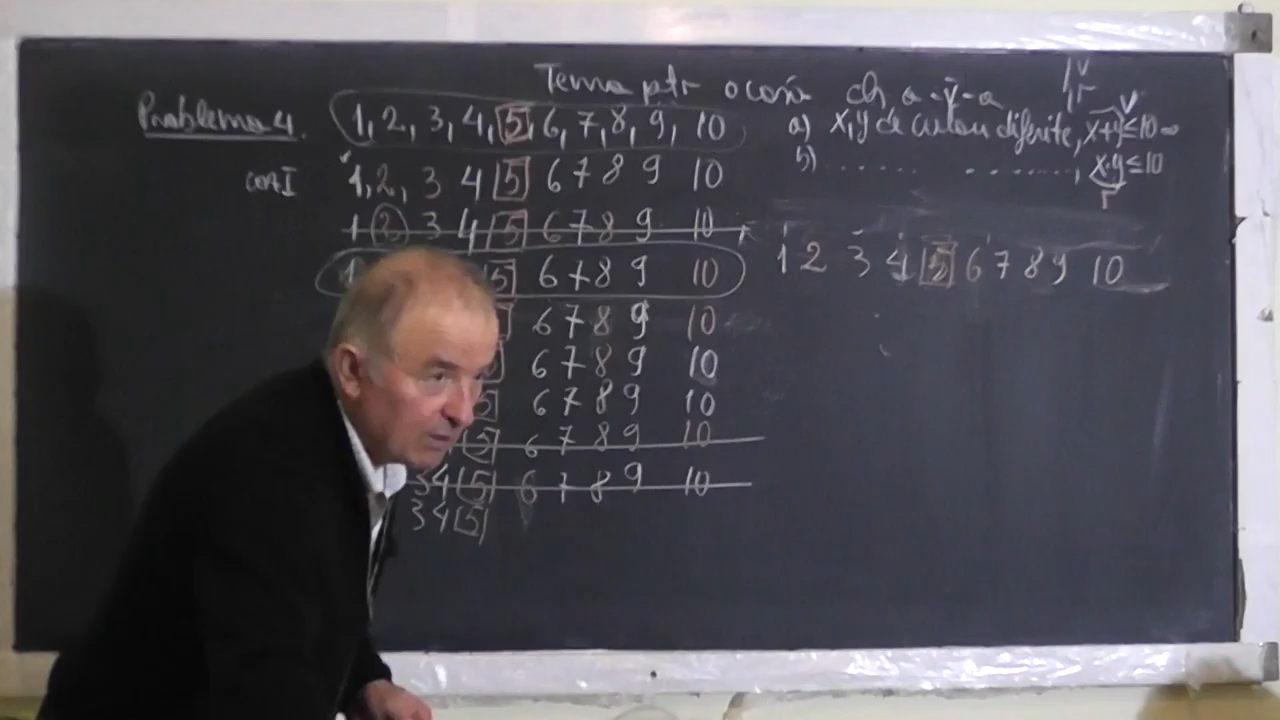 Tema ptr acasă
Problema 4. 1, 2, 3, 4, 5, 6, 7, 8, 9, 10
a) x, y de culori diferite, x+y≤10
b) ........ ........, x·y≤10
caz I 1, 2, 3 4 5 6 7 8 9 10
1 2 3 4 5 6 7 8 9 10
5 6 7 8 9 10
1 2 3 4 5 6 7 8 9 10
6 7 8 9 10
6 7 8 9 10
5 6 7 8 9 10
5 6 7 8 9 10
3 4 5 6 7 8 9 10
3 4 5